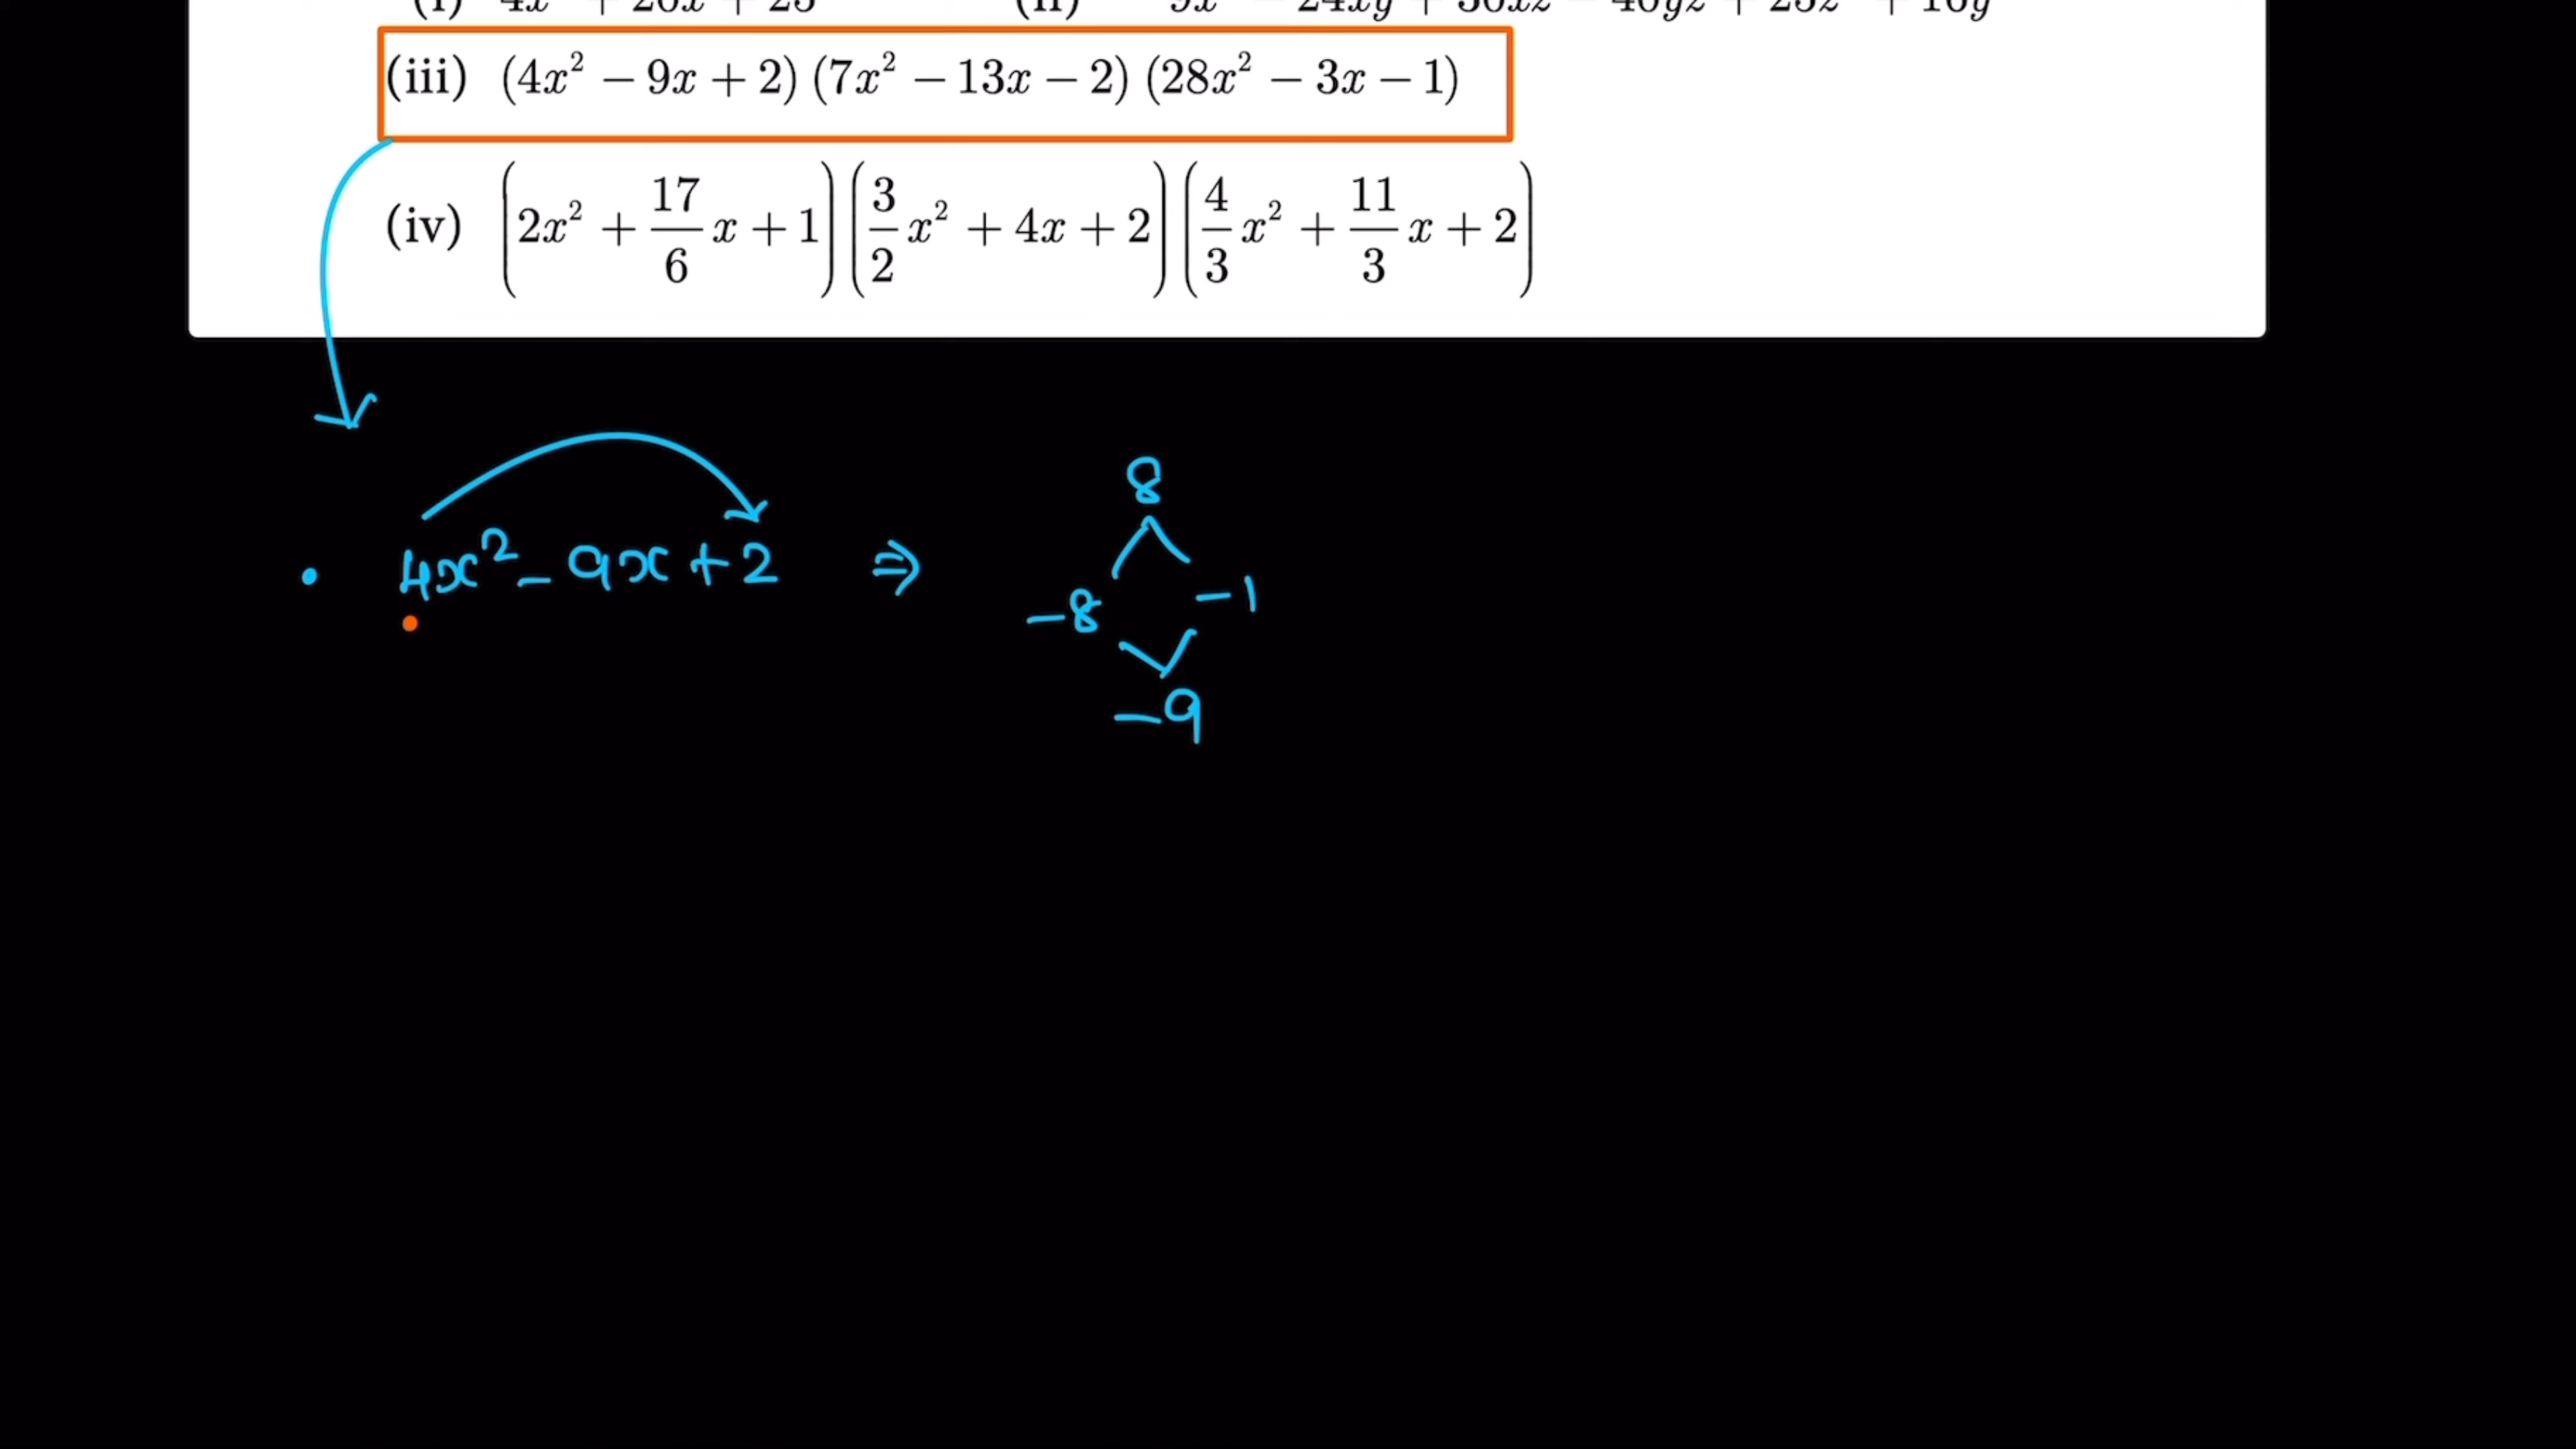 (iii) (4x² − 9x + 2) (7x² − 13x − 2) (28x² − 3x − 1)
(iv) (2x² + 17/6 x + 1) (3/2 x² + 4x + 2) (4/3 x² + 11/3 x + 2)
• 4x² − 9x + 2 ⇒
8
−8 −1
−9